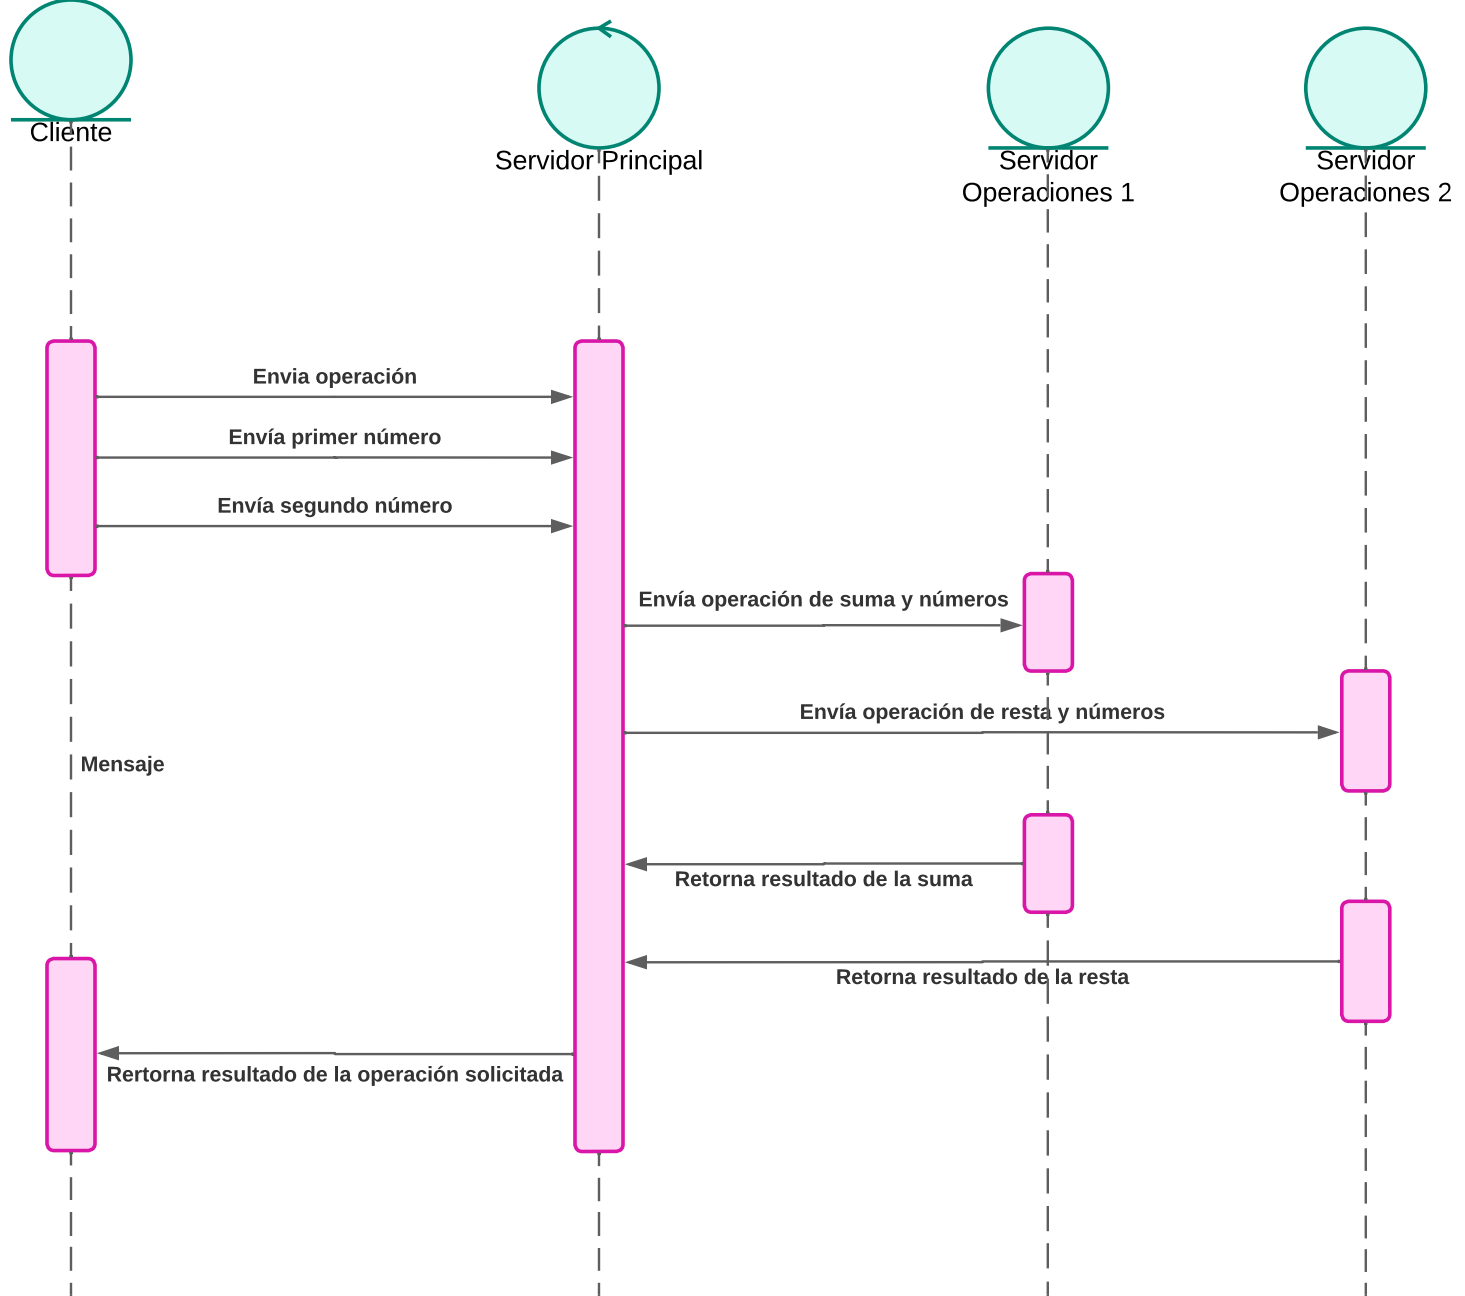 Cliente
Servidor Principal
Servidor
Operaciones 1
Servidor
Operaciones 2
Envia operación
Envía primer número
Envía segundo número
Envía operación de suma y números
Envía operación de resta y números
Mensaje
Retorna resultado de la suma
Retorna resultado de la resta
Rertorna resultado de la operación solicitada